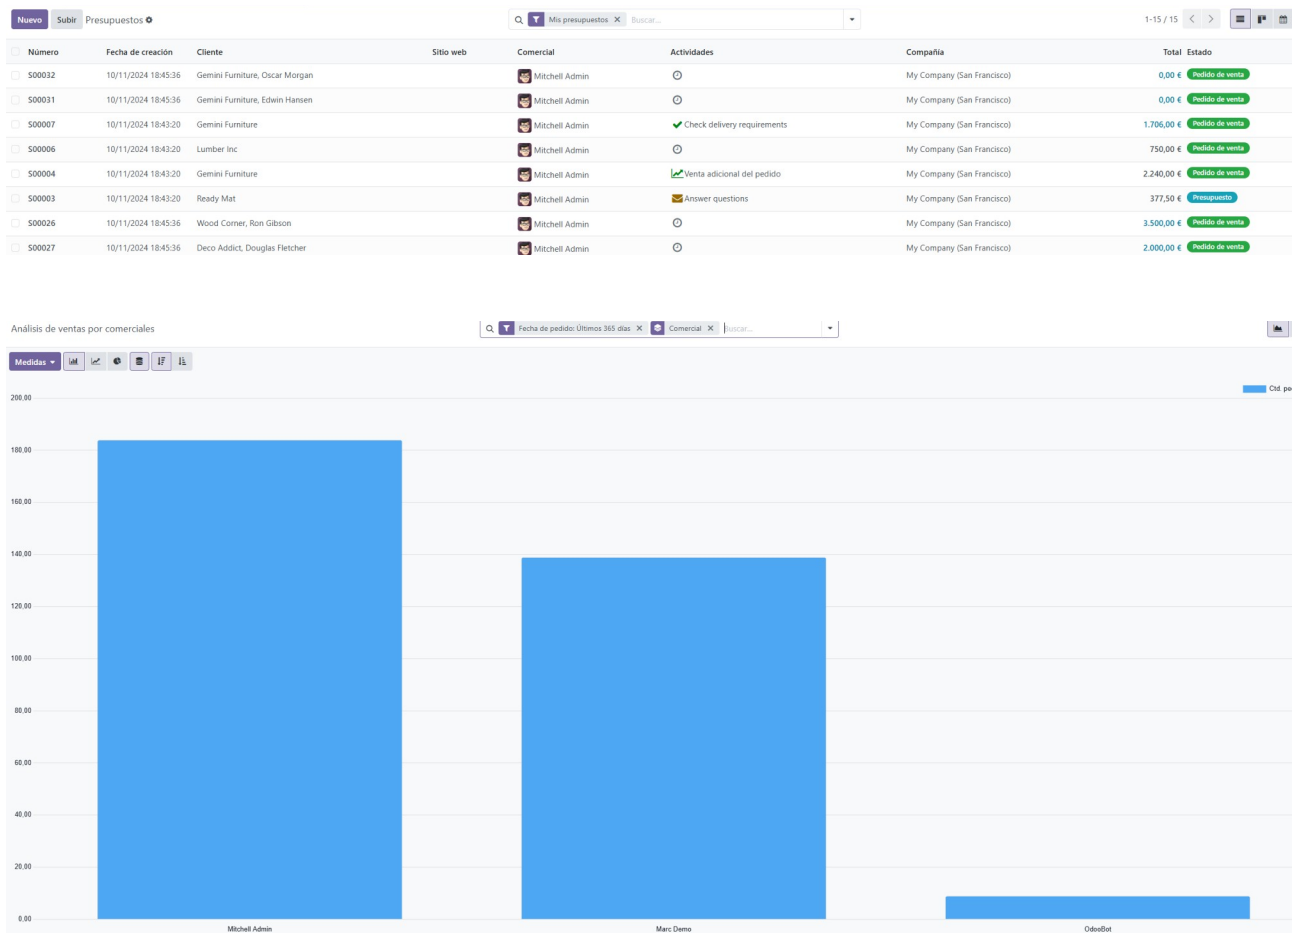 Nuevo Subir Presupuestos Mis presupuestos Buscar... 1-15 / 15
Número Fecha de creación Cliente Sitio web Comercial Actividades Compañía Total Estado
S00032 10/11/2024 18:45:36 Gemini Furniture, Oscar Morgan Mitchell Admin My Company (San Francisco) 0,00 € Pedido de venta
S00031 10/11/2024 18:45:36 Gemini Furniture, Edwin Hansen Mitchell Admin My Company (San Francisco) 0,00 € Pedido de venta
S00007 10/11/2024 18:43:20 Gemini Furniture Mitchell Admin Check delivery requirements My Company (San Francisco) 1.706,00 € Pedido de venta
S00006 10/11/2024 18:43:20 Lumber Inc Mitchell Admin My Company (San Francisco) 750,00 € Pedido de venta
S00004 10/11/2024 18:43:20 Gemini Furniture Mitchell Admin Venta adicional del pedido My Company (San Francisco) 2.240,00 € Pedido de venta
S00003 10/11/2024 18:43:20 Ready Mat Mitchell Admin Answer questions My Company (San Francisco) 377,50 € Presupuesto
S00026 10/11/2024 18:45:36 Wood Corner, Ron Gibson Mitchell Admin My Company (San Francisco) 3.500,00 € Pedido de venta
S00027 10/11/2024 18:45:36 Deco Addict, Douglas Fletcher Mitchell Admin My Company (San Francisco) 2.000,00 € Pedido de venta
Análisis de ventas por comerciales Fecha de pedido: Últimos 365 días Comercial Buscar...
Medidas
Ctd. pe
200,00
180,00
160,00
140,00
120,00
100,00
80,00
60,00
40,00
20,00
0,00
Mitchell Admin Marc Demo OdooBot